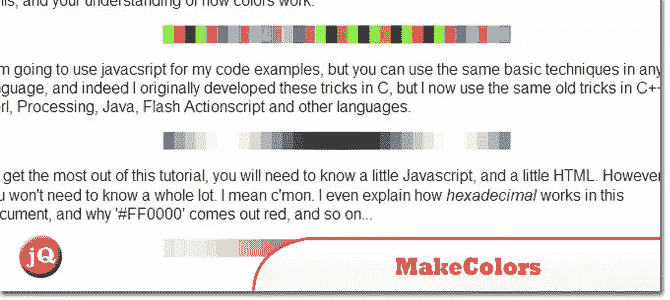 and your understanding of how colors work.
m going to use javacsript for my code examples, but you can use the same basic techniques in any
guage, and indeed I originally developed these tricks in C, but I now use the same old tricks in C+
rl, Processing, Java, Flash Actionscript and other languages.
get the most out of this tutorial, you will need to know a little Javascript, and a little HTML. Howeve
u won't need to know a whole lot. I mean c'mon. I even explain how hexadecimal works in this
cument, and why '#FF0000' comes out red, and so on...
jQ
MakeColors